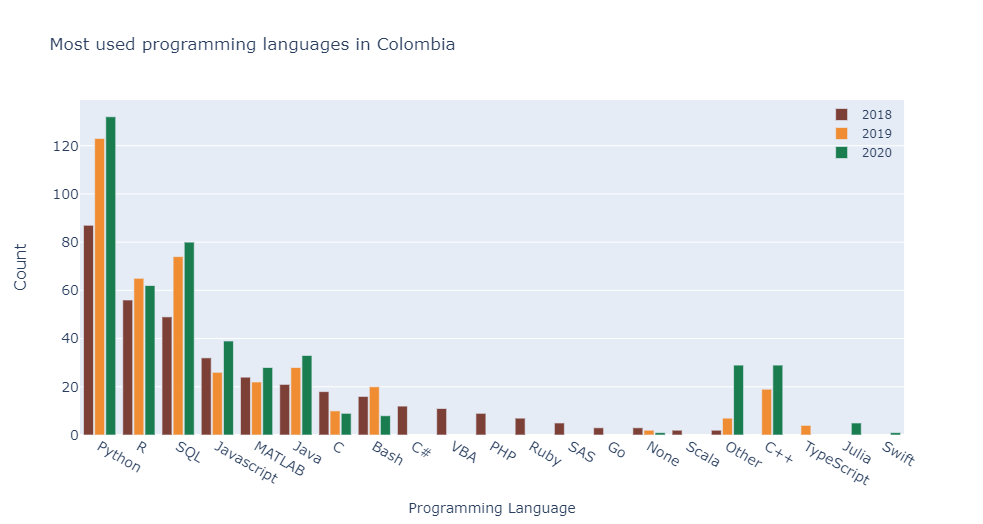 Most used programming languages in Colombia
2018
2019
2020
120
100
80
60
40
20
0
Count
Python
R
SQL
Javascript
MATLAB
Java
C
Bash
C#
VBA
PHP
Ruby
SAS
Go
None
Scala
Other
C++
TypeScript
Julia
Swift
Programming Language